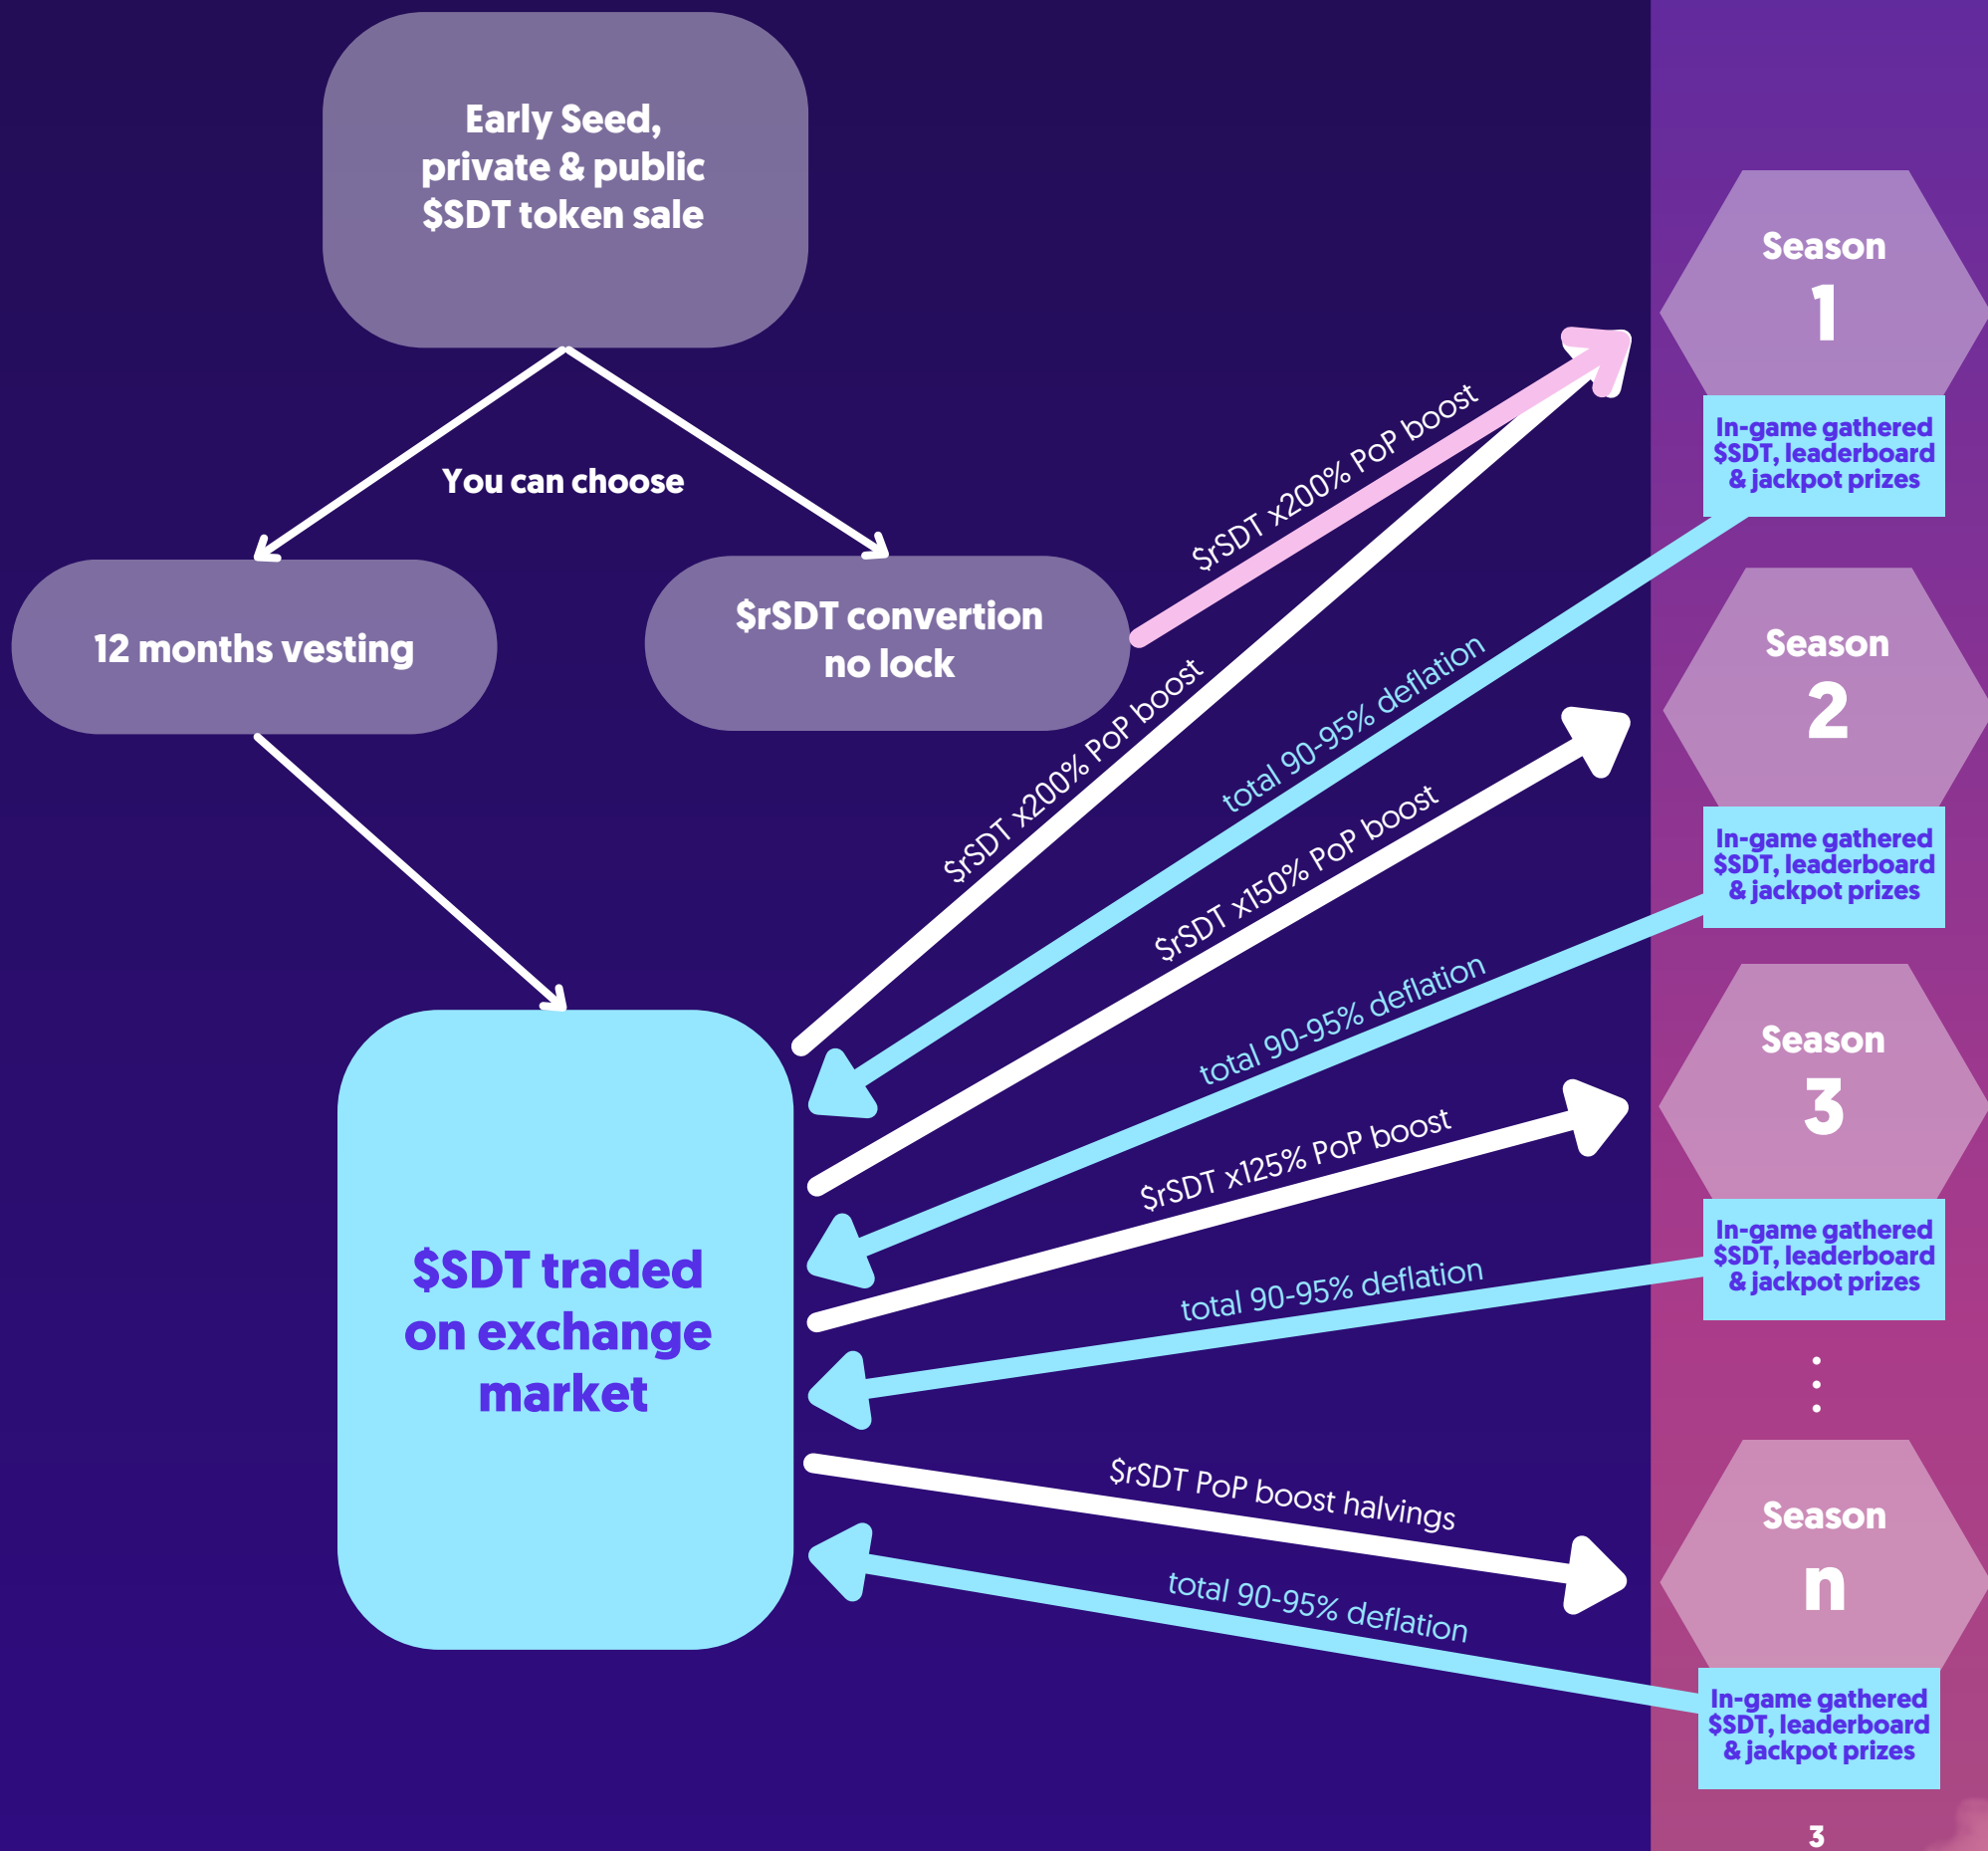 Early Seed,
private & public
$SDT token sale
You can choose
12 months vesting
$rSDT convertion
no lock
$SDT traded
on exchange
market
$rSDT x200% PoP boost
$rSDT x200% PoP boost
total 90-95% deflation
$rSDT x150% PoP boost
total 90-95% deflation
$rSDT x125% PoP boost
total 90-95% deflation
$rSDT PoP boost halvings
total 90-95% deflation
Season
1
In-game gathered
$SDT, leaderboard
& jackpot prizes
Season
2
In-game gathered
$SDT, leaderboard
& jackpot prizes
Season
3
In-game gathered
$SDT, leaderboard
& jackpot prizes
Season
n
In-game gathered
$SDT, leaderboard
& jackpot prizes
3